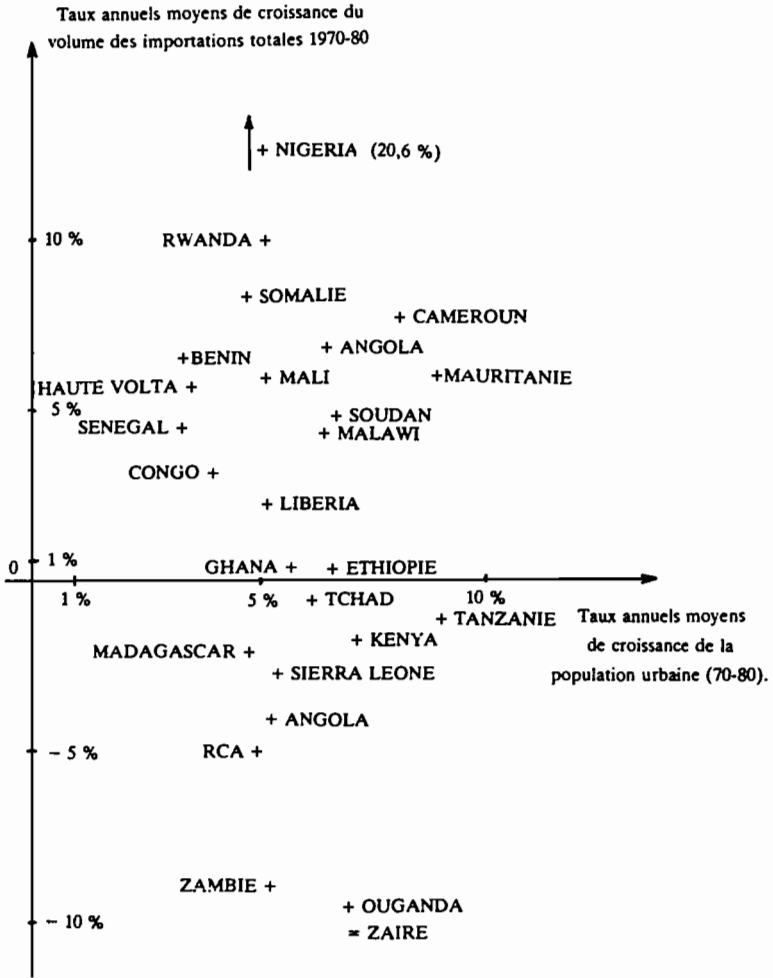 Taux annuels moyens de croissance du
volume des importations totales 1970-80
+ NIGERIA (20,6 %)
10 %
RWANDA +
+ SOMALIE
+ CAMEROUN
+ ANGOLA
+BENIN
+ MALI
+MAURITANIE
HAUTE VOLTA +
5 %
+ SOUDAN
SENEGAL +
+ MALAWI
CONGO +
+ LIBERIA
0
1 %
GHANA +
+ ETHIOPIE
1 %
5 %
+ TCHAD
10 %
+ TANZANIE
Taux annuels moyens
de croissance de la
population urbaine (70-80).
+ KENYA
MADAGASCAR +
+ SIERRA LEONE
+ ANGOLA
- 5 %
RCA +
ZAMBIE +
+ OUGANDA
- 10 %
= ZAIRE